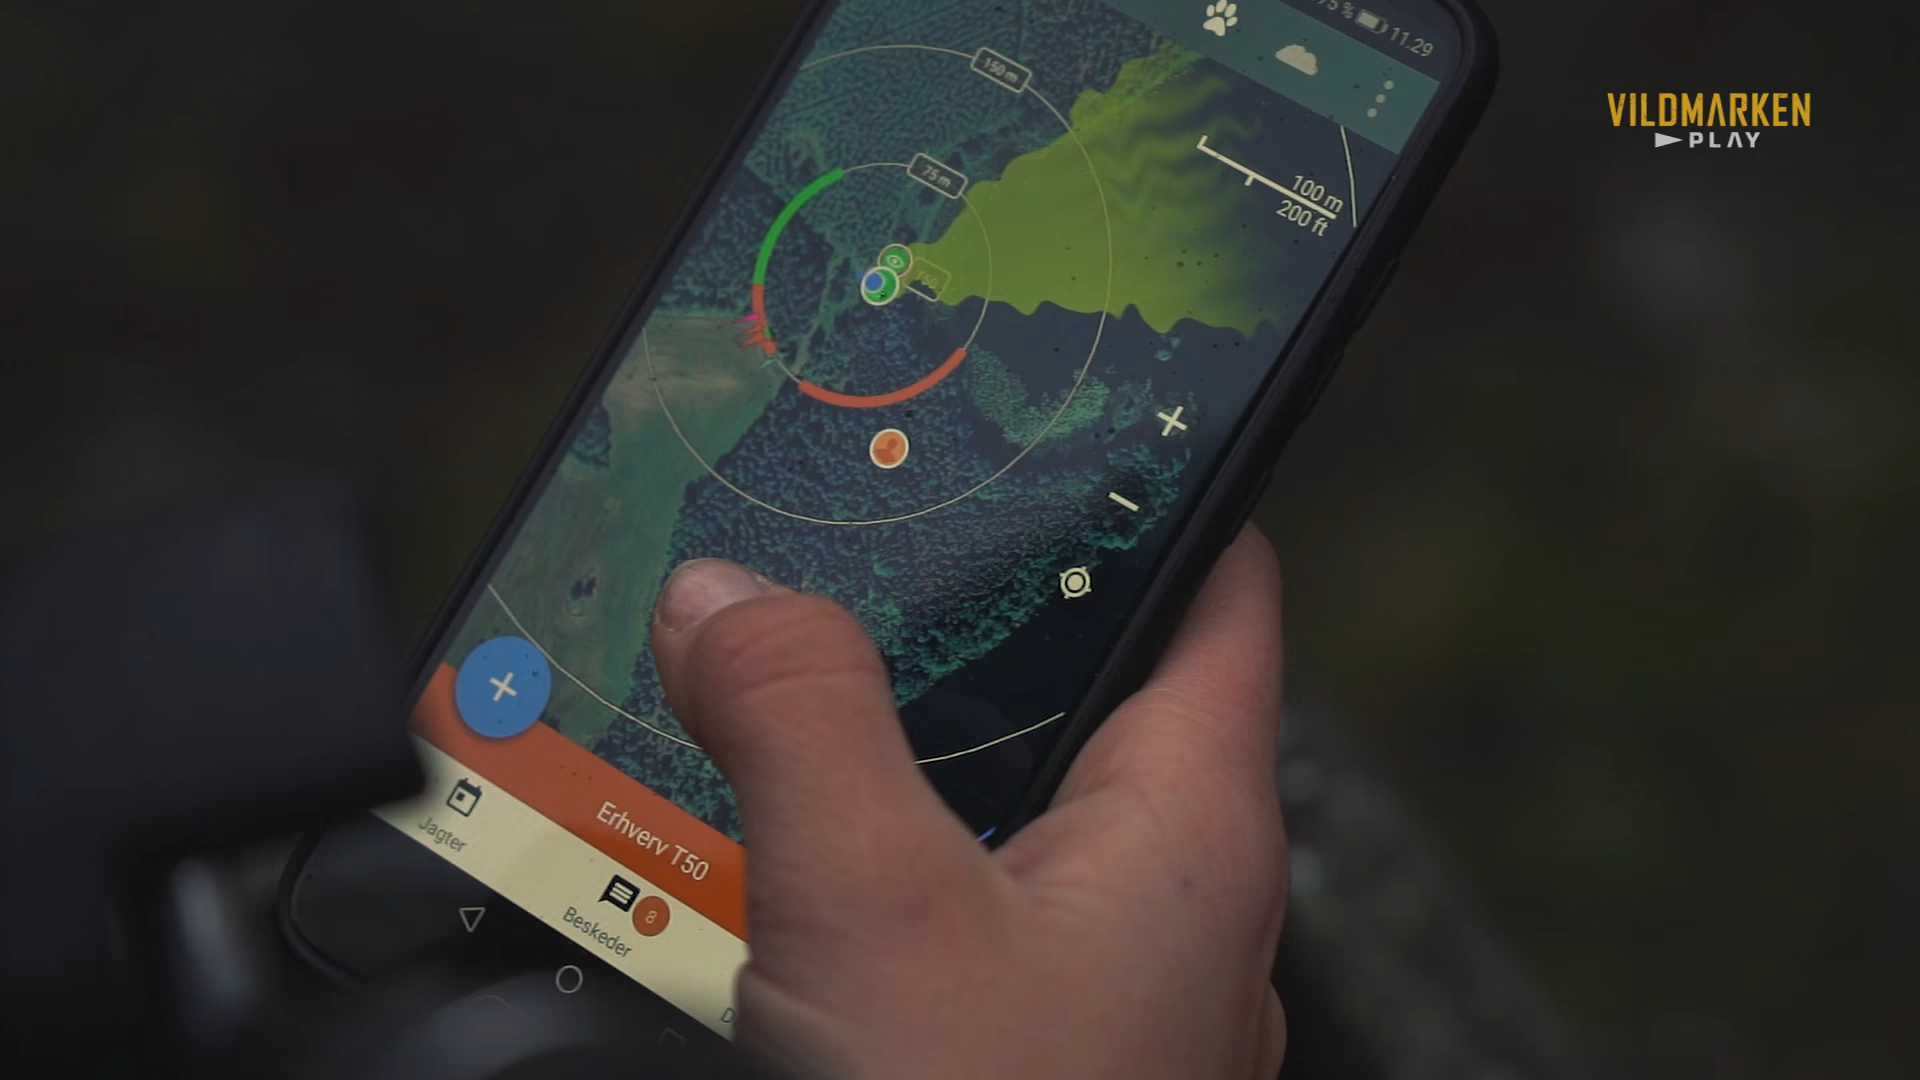 11.29
150 m
VILDMARKEN
PLAY
75 m
100 m
200 ft
Erhverv T50
Jagter
8
Beskeder